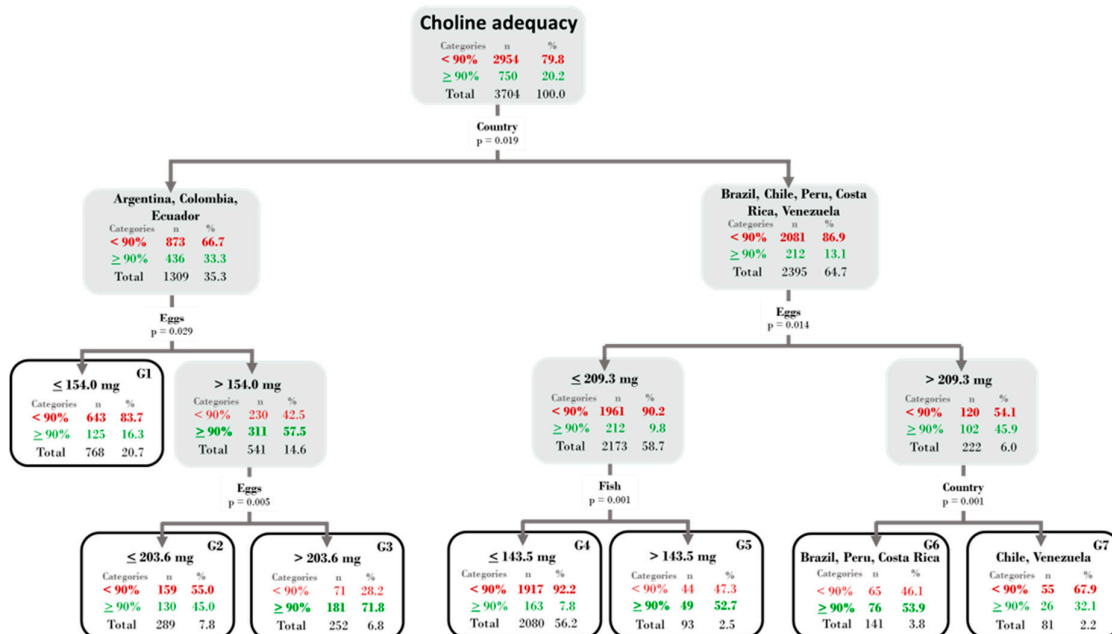 Choline adequacy
Categories n %
< 90% 2954 79.8
≥ 90% 750 20.2
Total 3704 100.0
Country
p = 0.019
Argentina, Colombia,
Ecuador
Categories n %
< 90% 873 66.7
≥ 90% 436 33.3
Total 1309 35.3
Brazil, Chile, Peru, Costa
Rica, Venezuela
Categories n %
< 90% 2081 86.9
≥ 90% 212 13.1
Total 2395 64.7
Eggs
p = 0.029
Eggs
p = 0.014
G1
≤ 154.0 mg
Categories n %
< 90% 643 83.7
≥ 90% 125 16.3
Total 768 20.7
> 154.0 mg
Categories n %
< 90% 230 42.5
≥ 90% 311 57.5
Total 541 14.6
≤ 209.3 mg
Categories n %
< 90% 1961 90.2
≥ 90% 212 9.8
Total 2173 58.7
> 209.3 mg
Categories n %
< 90% 120 54.1
≥ 90% 102 45.9
Total 222 6.0
Eggs
p = 0.005
Fish
p = 0.001
Country
p = 0.001
G2
≤ 203.6 mg
Categories n %
< 90% 159 55.0
≥ 90% 130 45.0
Total 289 7.8
G3
> 203.6 mg
Categories n %
< 90% 71 28.2
≥ 90% 181 71.8
Total 252 6.8
G4
≤ 143.5 mg
Categories n %
< 90% 1917 92.2
≥ 90% 163 7.8
Total 2080 56.2
G5
> 143.5 mg
Categories n %
< 90% 44 47.3
≥ 90% 49 52.7
Total 93 2.5
G6
Brazil, Peru, Costa Rica
Categories n %
< 90% 65 46.1
≥ 90% 76 53.9
Total 141 3.8
G7
Chile, Venezuela
Categories n %
< 90% 55 67.9
≥ 90% 26 32.1
Total 81 2.2